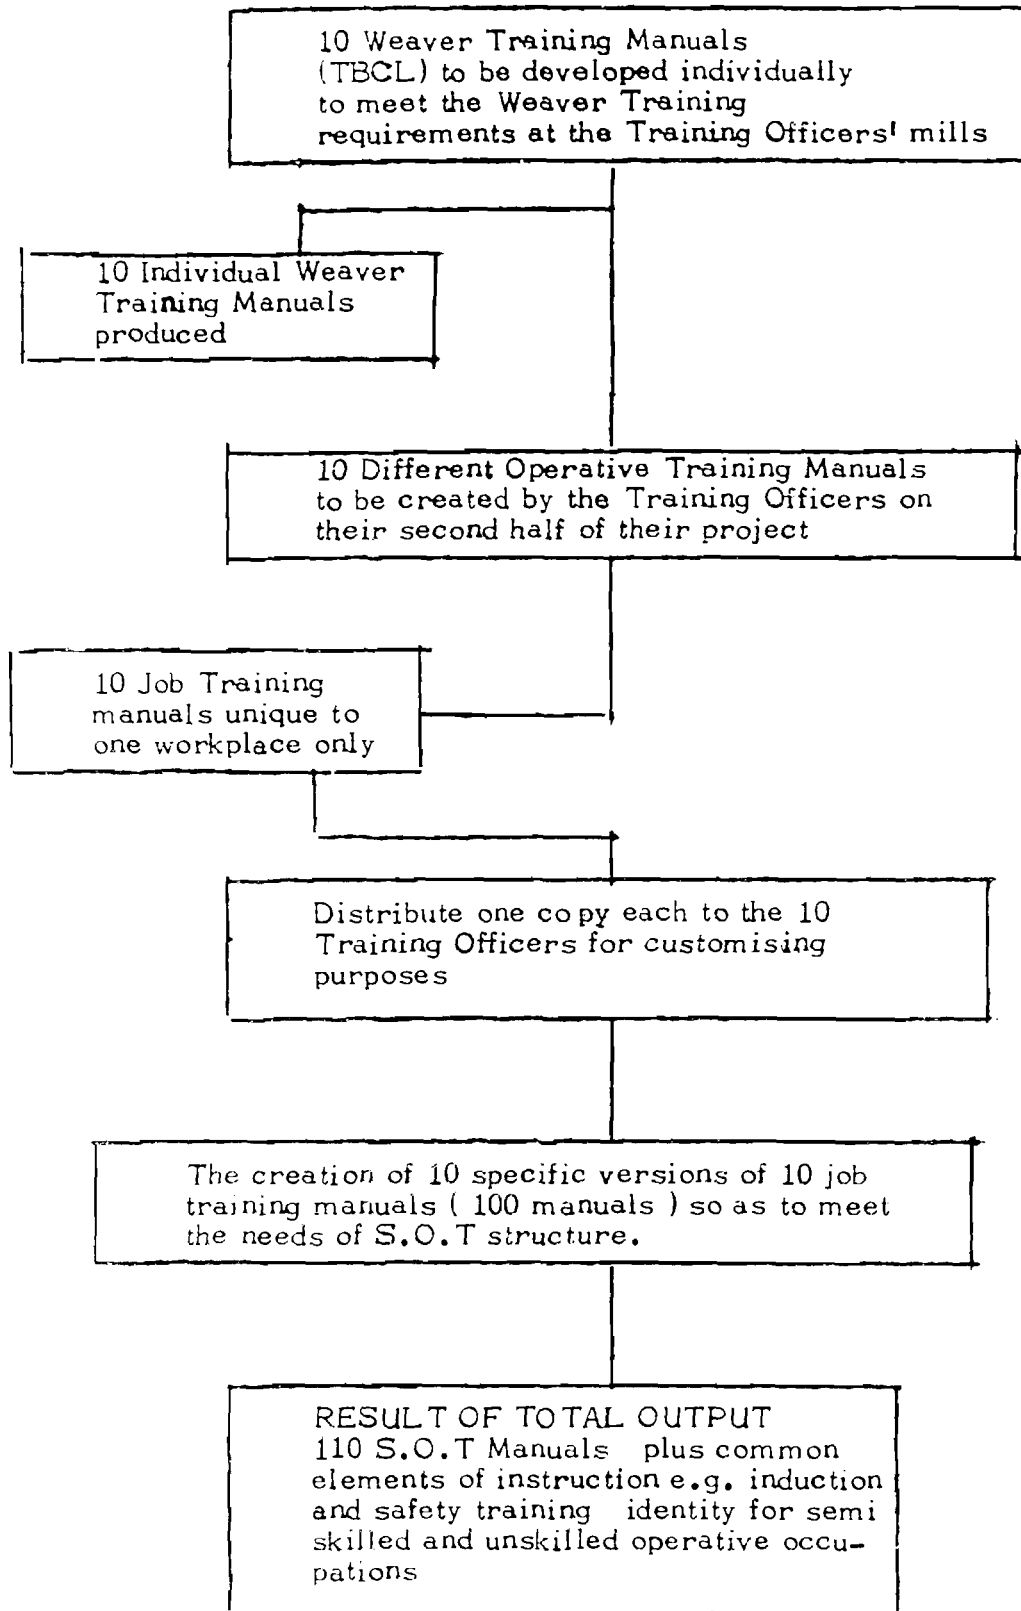 10 Weaver Training Manuals
(TBCL) to be developed individually
to meet the Weaver Training
requirements at the Training Officers' mills
10 Individual Weaver
Training Manuals
produced
10 Different Operative Training Manuals
to be created by the Training Officers on
their second half of their project
10 Job Training
manuals unique to
one workplace only
Distribute one copy each to the 10
Training Officers for customising
purposes
The creation of 10 specific versions of 10 job
training manuals ( 100 manuals ) so as to meet
the needs of S.O.T structure.
RESULT OF TOTAL OUTPUT
110 S.O.T Manuals plus common
elements of instruction e.g. induction
and safety training identity for semi
skilled and unskilled operative occu-
pations